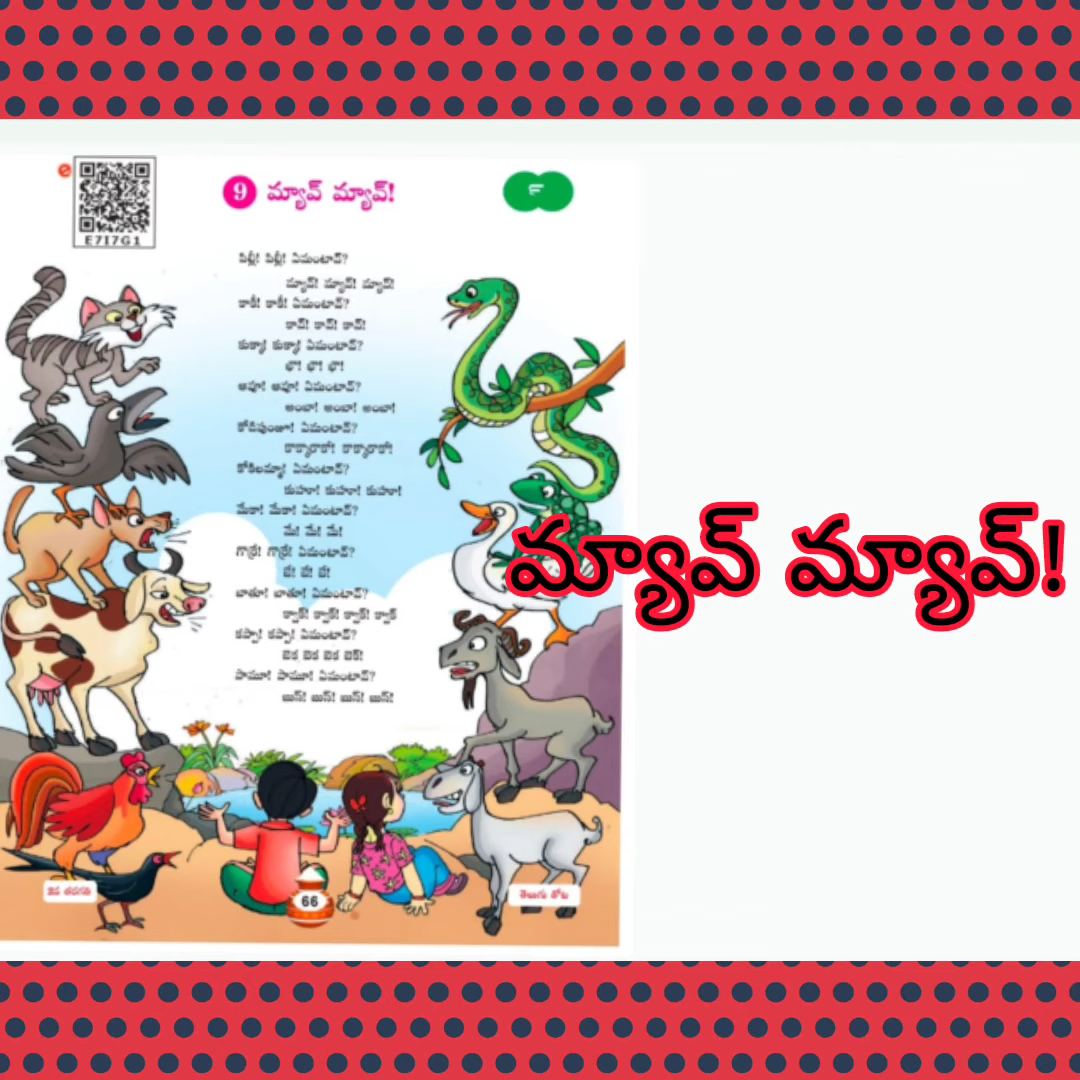 e
E7I7G1
9 మ్యావ్ మ్యావ్!
పిల్లీ! పిల్లీ! ఏమంటావ్?
మ్యావ్! మ్యావ్! మ్యావ్!
కాకీ! కాకీ! ఏమంటావ్?
కావ్! కావ్! కావ్!
కుక్కా! కుక్కా! ఏమంటావ్?
భౌ! భౌ! భౌ!
ఆవూ! ఆవూ! ఏమంటావ్?
అంబా! అంబా! అంబా!
కోడిపుంజూ! ఏమంటావ్?
కొక్కొరొకో! కొక్కొరొకో!
కోకిలమ్మా! ఏమంటావ్?
కుహూ! కుహూ! కుహూ!
మేకా! మేకా! ఏమంటావ్?
మే! మే! మే!
గొర్రే! గొర్రే! ఏమంటావ్?
బే! బే! బే!
బాతూ! బాతూ! ఏమంటావ్?
క్వాక్! క్వాక్! క్వాక్! క్వాక్
కప్పా! కప్పా! ఏమంటావ్?
బెక బెక బెక బెక్!
పామూ! పామూ! ఏమంటావ్?
బుస్! బుస్! బుస్! బుస్!
మ్యావ్ మ్యావ్!
తరగతి
66
తెలుగు తోట